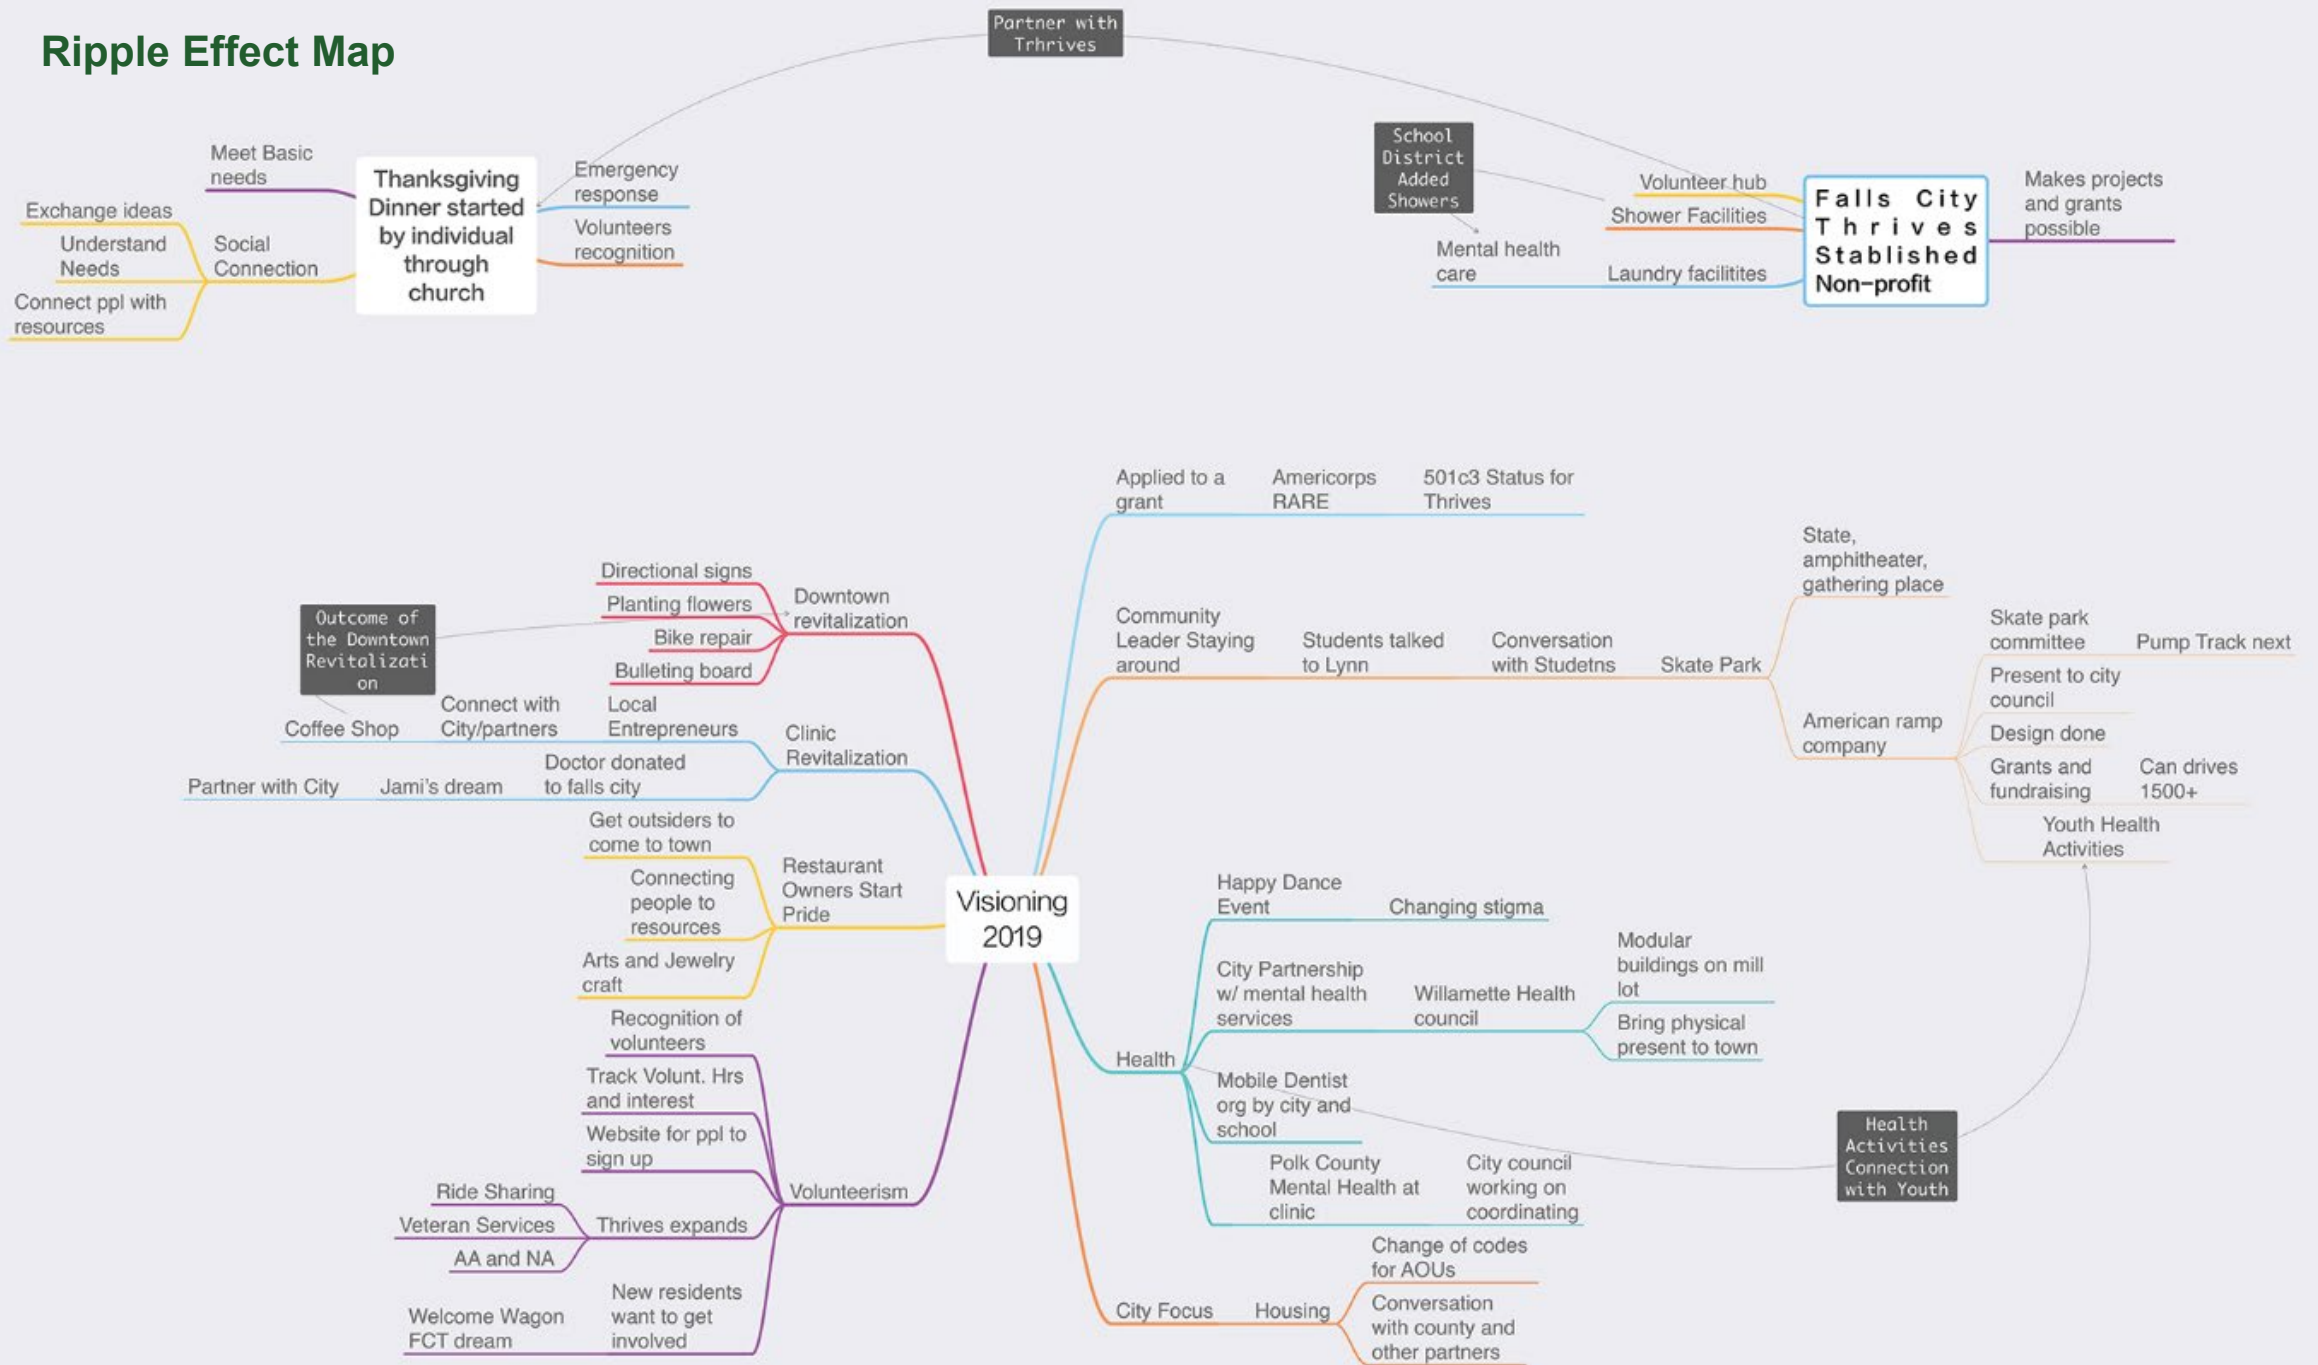 Ripple Effect Map
Partner with
Trhrives
Meet Basic
needs
Exchange ideas
Understand
Needs
Connect ppl with
resources
Social
Connection
Thanksgiving
Dinner started
by individual
through
church
Emergency
response
Volunteers
recognition
School
District
Added
Showers
Mental health
care
Volunteer hub
Shower Facilities
Laundry facilitites
Falls City
Thrives
Stablished
Non-profit
Makes projects
and grants
possible
Applied to a
grant
Americorps
RARE
501c3 Status for
Thrives
Directional signs
Planting flowers
Bike repair
Bulleting board
Downtown
revitalization
Outcome of
the Downtown
Revitalizati
on
Coffee Shop
Connect with
City/partners
Local
Entrepreneurs
Clinic
Revitalization
Partner with City
Jami's dream
Doctor donated
to falls city
Get outsiders to
come to town
Connecting
people to
resources
Arts and Jewelry
craft
Restaurant
Owners Start
Pride
Visioning
2019
Recognition of
volunteers
Track Volunt. Hrs
and interest
Website for ppl to
sign up
Ride Sharing
Veteran Services
AA and NA
Thrives expands
Volunteerism
Welcome Wagon
FCT dream
New residents
want to get
involved
Community
Leader Staying
around
Students talked
to Lynn
Conversation
with Studetns
Skate Park
State,
amphitheater,
gathering place
American ramp
company
Skate park
committee
Pump Track next
Present to city
council
Design done
Grants and
fundraising
Can drives
1500+
Youth Health
Activities
Health
Happy Dance
Event
Changing stigma
City Partnership
w/ mental health
services
Willamette Health
council
Modular
buildings on mill
lot
Bring physical
present to town
Mobile Dentist
org by city and
school
Polk County
Mental Health at
clinic
City council
working on
coordinating
Health
Activities
Connection
with Youth
City Focus
Housing
Change of codes
for AOUs
Conversation
with county and
other partners